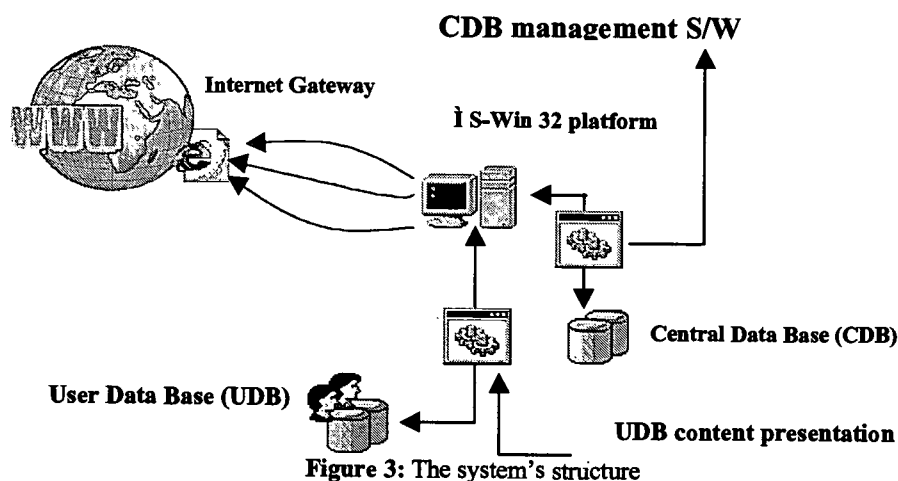 CDB management S/W
Internet Gateway
Ì S-Win 32 platform
WWW
Central Data Base (CDB)
User Data Base (UDB)
UDB content presentation
Figure 3: The system's structure